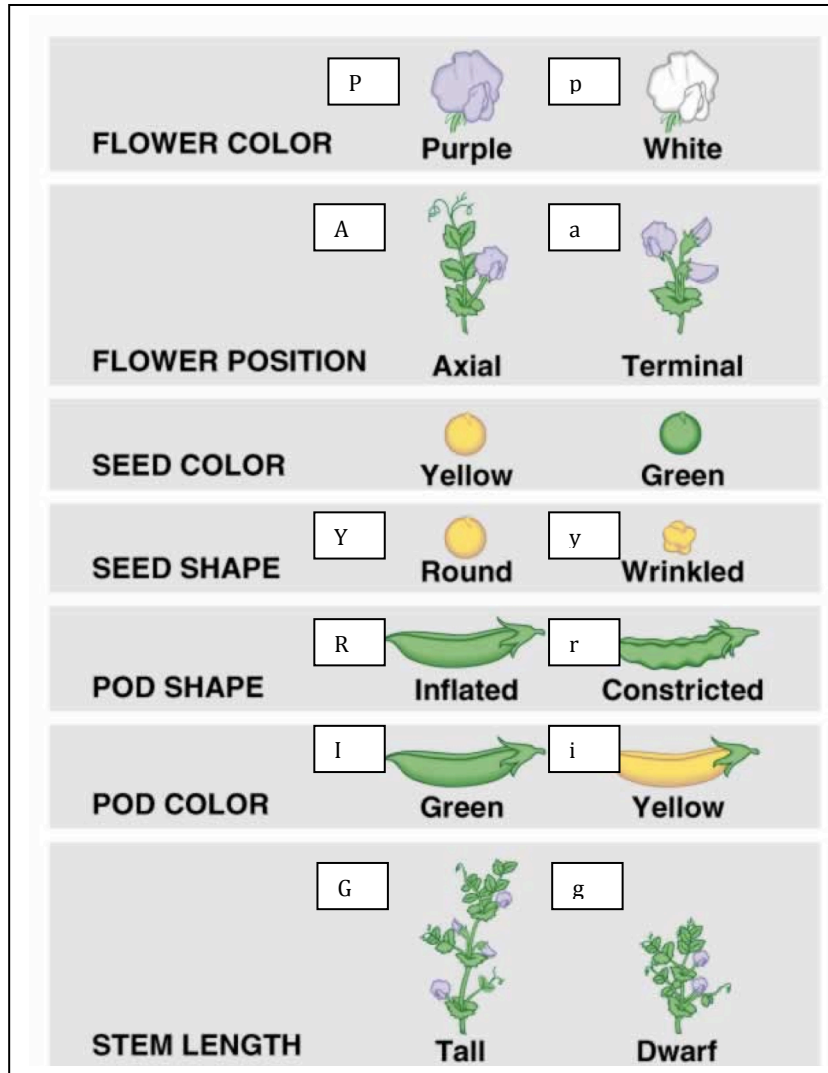 P p
FLOWER COLOR Purple White
A a
FLOWER POSITION Axial Terminal
SEED COLOR Yellow Green
Y y
SEED SHAPE Round Wrinkled
R r
POD SHAPE Inflated Constricted
I i
POD COLOR Green Yellow
G g
STEM LENGTH Tall Dwarf